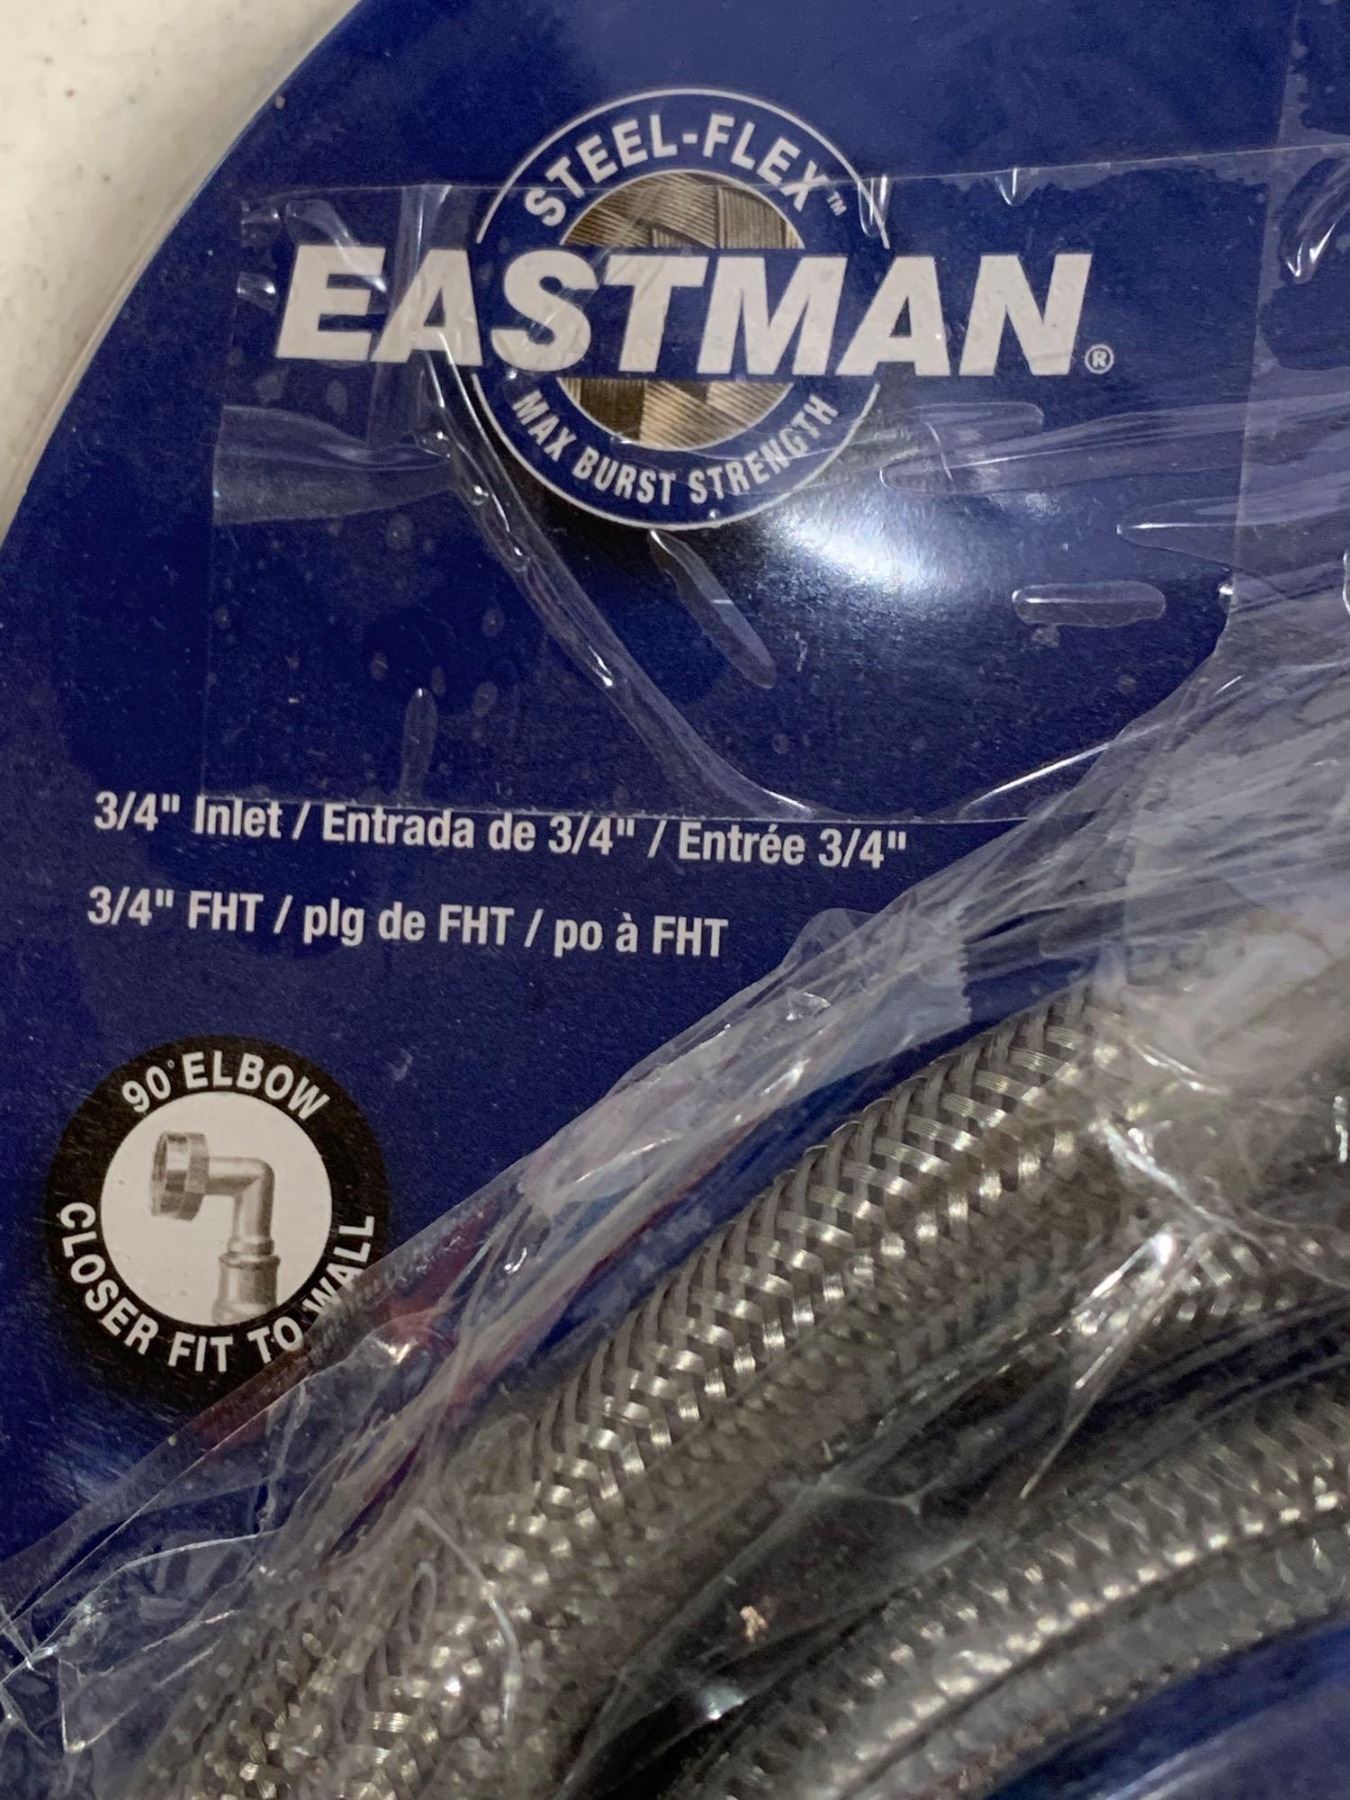 STEEL-FLEX™
EASTMAN®
MAX BURST STRENGTH
3/4" Inlet / Entrada de 3/4" / Entrée 3/4"
3/4" FHT / plg de FHT / po à FHT
90° ELBOW
CLOSER FIT TO WALL